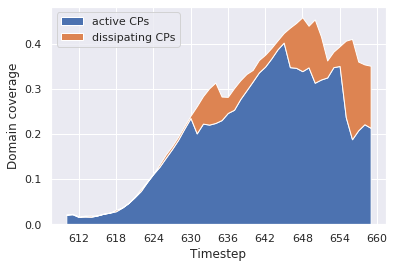 active CPs
dissipating CPs
Domain coverage
0.4
0.3
0.2
0.1
0.0
612 618 624 630 636 642 648 654 660
Timestep